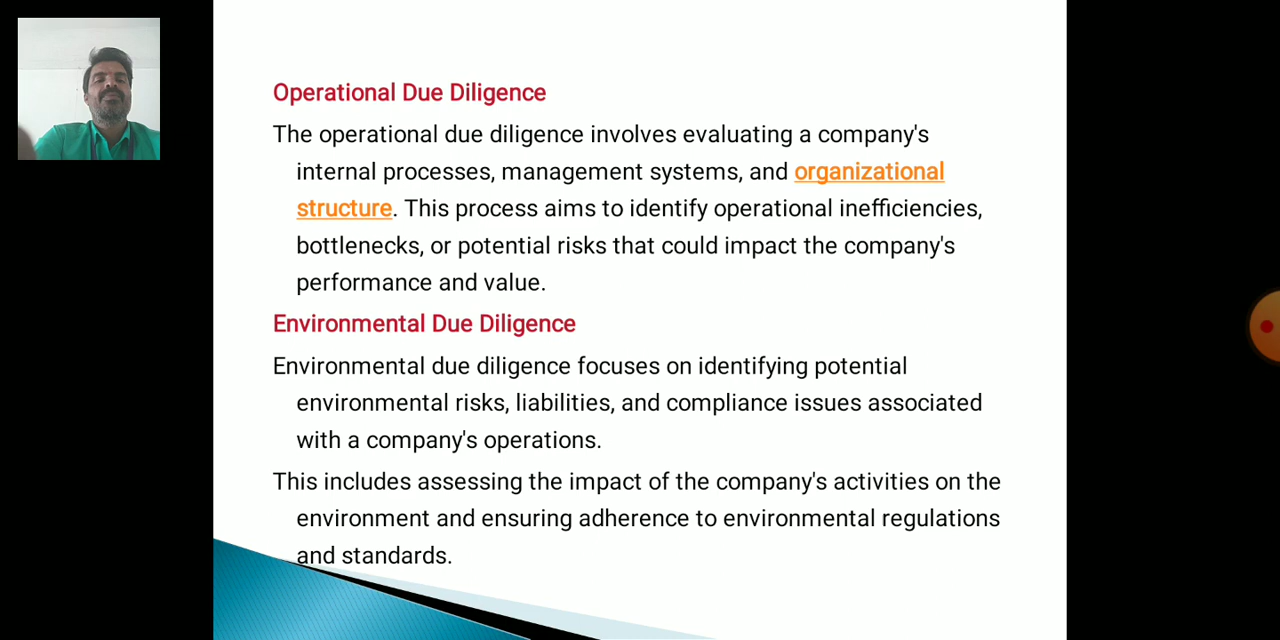 Operational Due Diligence
The operational due diligence involves evaluating a company's
internal processes, management systems, and organizational
structure. This process aims to identify operational inefficiencies,
bottlenecks, or potential risks that could impact the company's
performance and value.
Environmental Due Diligence
Environmental due diligence focuses on identifying potential
environmental risks, liabilities, and compliance issues associated
with a company's operations.
This includes assessing the impact of the company's activities on the
environment and ensuring adherence to environmental regulations
and standards.